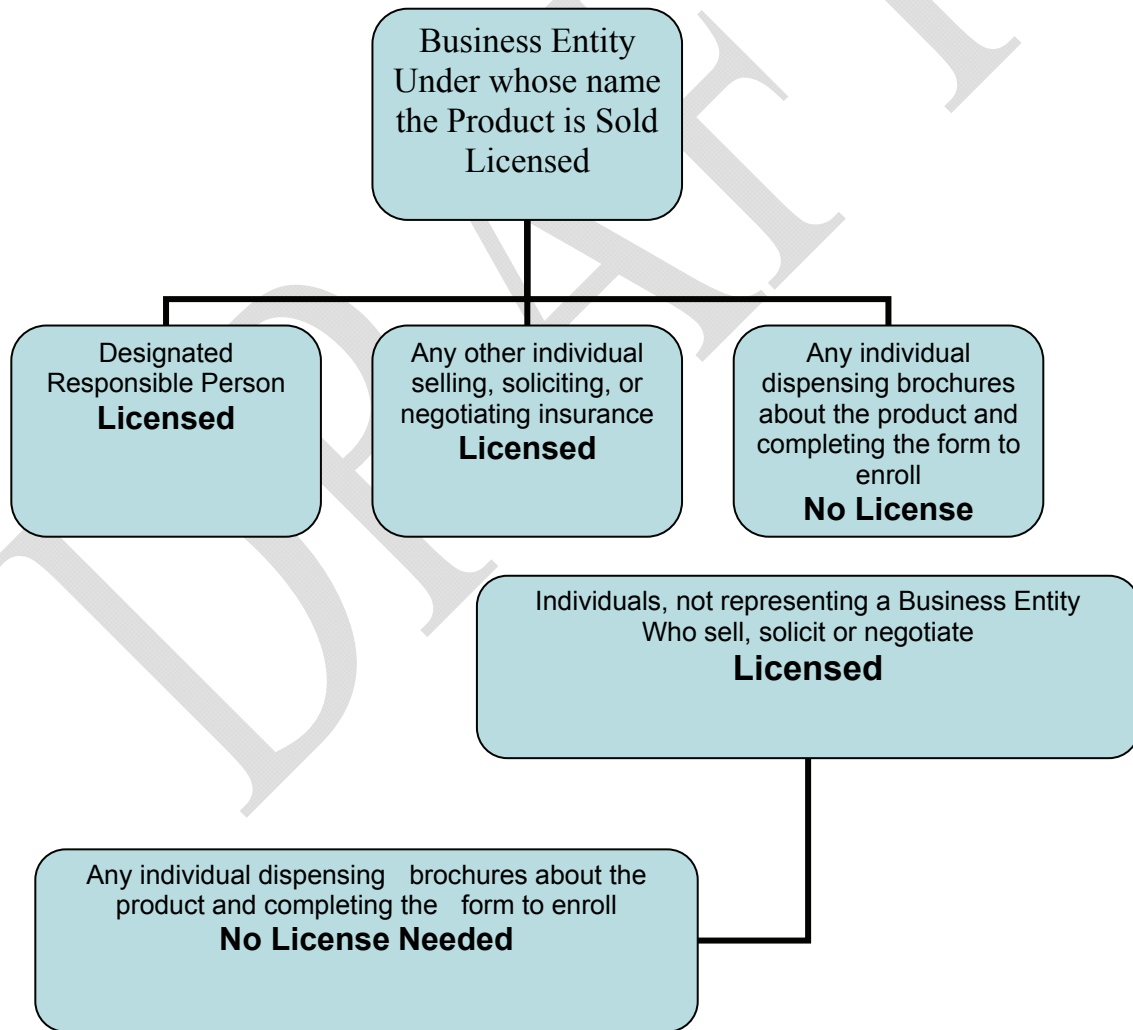 Business Entity
Under whose name
the Product is Sold
Licensed
Designated
Responsible Person
Licensed
Any other individual
selling, soliciting, or
negotiating insurance
Licensed
Any individual
dispensing brochures
about the product and
completing the form to
enroll
No License
Individuals, not representing a Business Entity
Who sell, solicit or negotiate
Licensed
Any individual dispensing brochures about the
product and completing the form to enroll
No License Needed
DRAFT